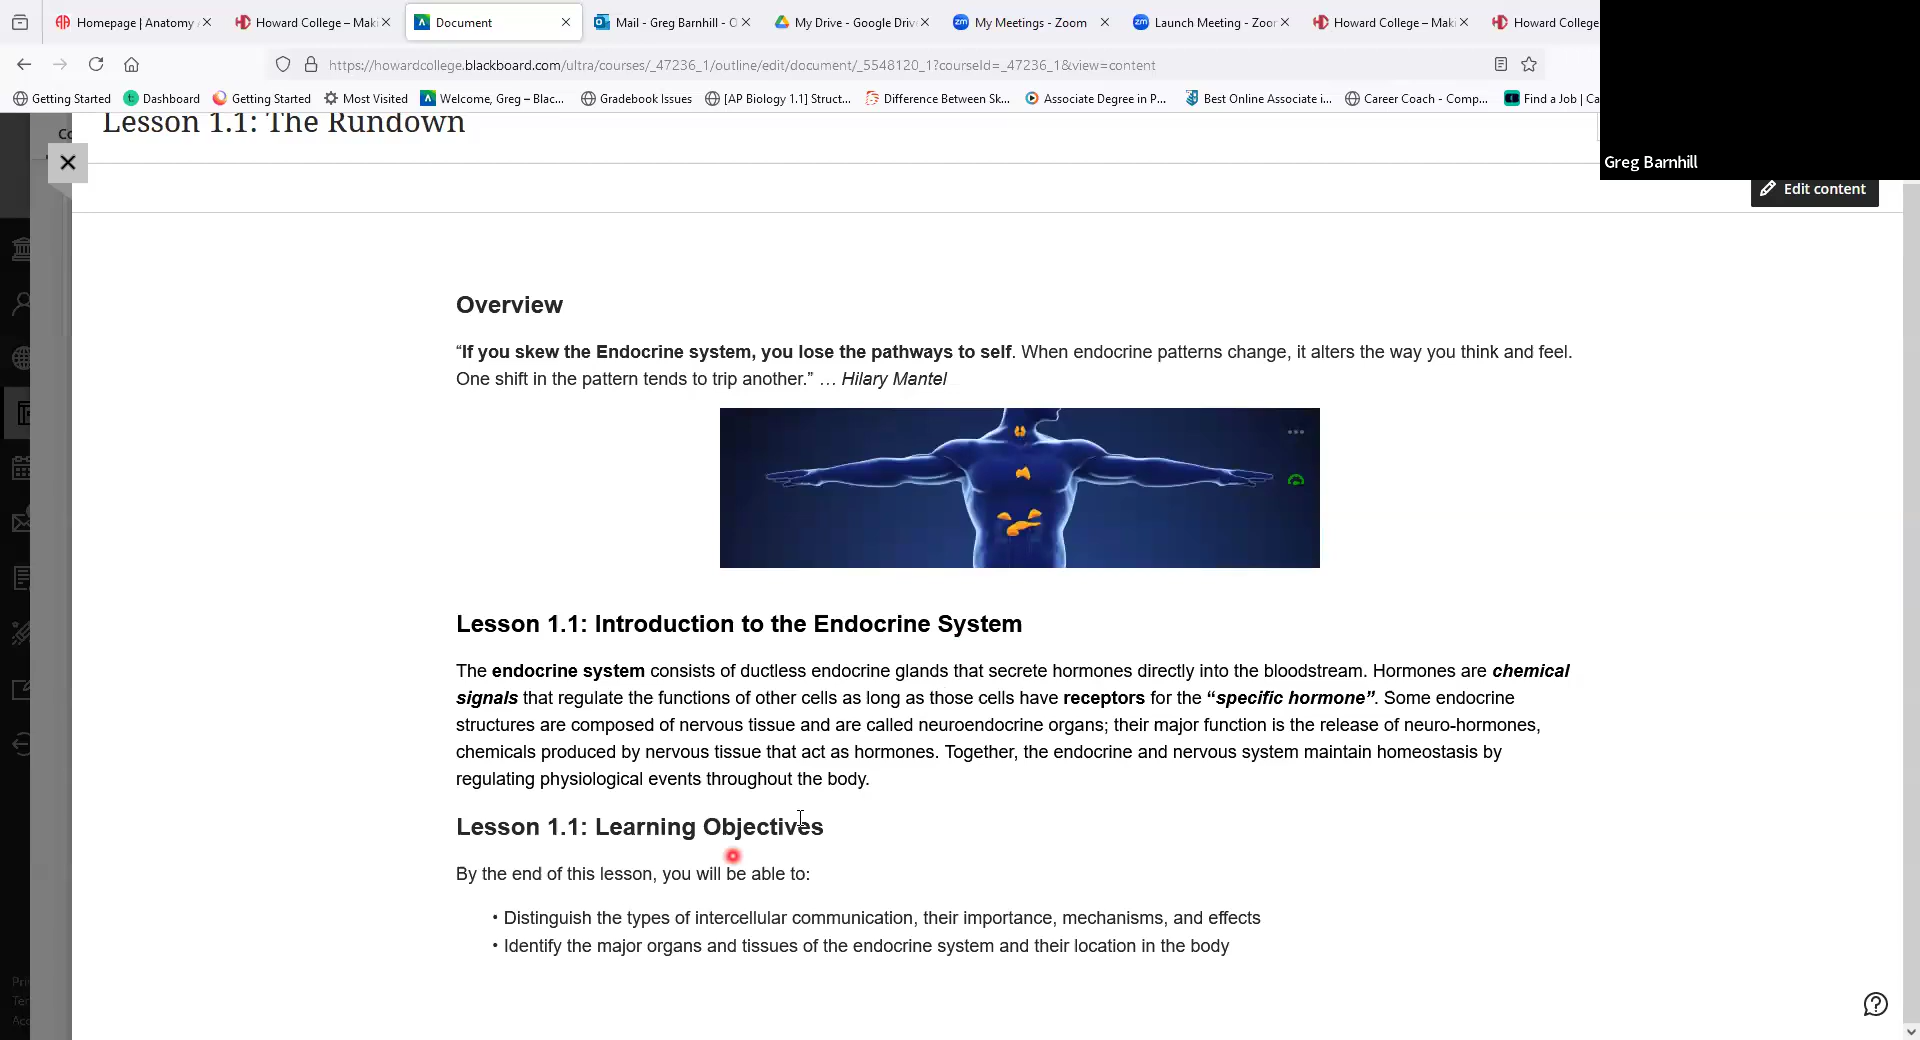 Homepage | Anatomy
Howard College – Maki
Document
Mail - Greg Barnhill - O
My Drive - Google Driv
My Meetings - Zoom
Launch Meeting - Zoom
Howard College – Maki
Howard College
https://howardcollege.blackboard.com/ultra/courses/_47236_1/outline/edit/document/_5548120_1?courseId=_47236_1&view=content
Getting Started
Dashboard
Getting Started
Most Visited
Welcome, Greg – Blac...
Gradebook Issues
[AP Biology 1.1] Struct...
Difference Between Sk...
Associate Degree in P...
Best Online Associate i...
Career Coach - Comp...
Find a Job | Ca
Greg Barnhill
Lesson 1.1: The Rundown
Edit content
Overview
“If you skew the Endocrine system, you lose the pathways to self. When endocrine patterns change, it alters the way you think and feel.
One shift in the pattern tends to trip another.” … Hilary Mantel
Lesson 1.1: Introduction to the Endocrine System
The endocrine system consists of ductless endocrine glands that secrete hormones directly into the bloodstream. Hormones are chemical
signals that regulate the functions of other cells as long as those cells have receptors for the “specific hormone”. Some endocrine
structures are composed of nervous tissue and are called neuroendocrine organs; their major function is the release of neuro-hormones,
chemicals produced by nervous tissue that act as hormones. Together, the endocrine and nervous system maintain homeostasis by
regulating physiological events throughout the body.
Lesson 1.1: Learning Objectives
By the end of this lesson, you will be able to:
• Distinguish the types of intercellular communication, their importance, mechanisms, and effects
• Identify the major organs and tissues of the endocrine system and their location in the body